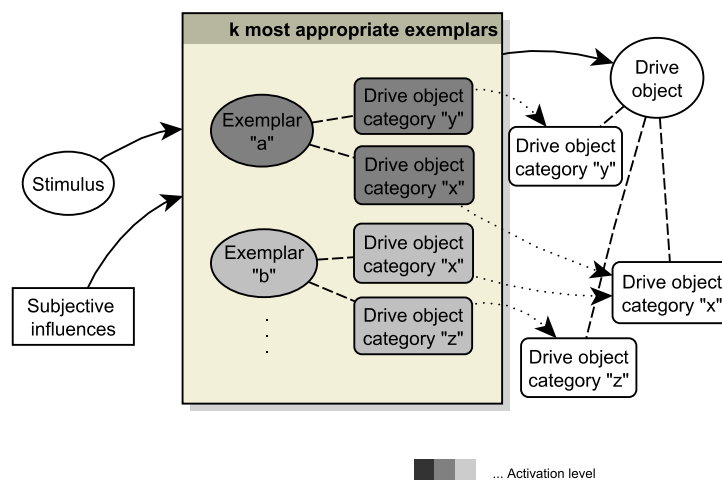 k most appropriate exemplars
Drive
object
Drive object
category "y"
Exemplar
"a"
Drive object
category "y"
Drive object
category "x"
Stimulus
Exemplar
"b"
Drive object
category "x"
Drive object
category "x"
Subjective
influences
Drive object
category "z"
Drive object
category "z"
... Activation level